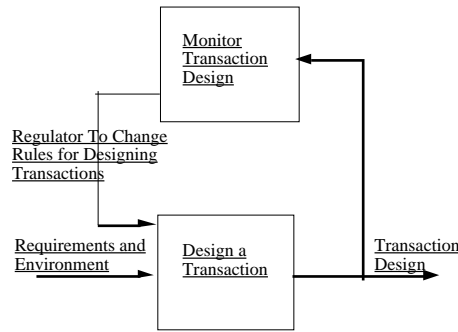 Monitor
Transaction
Design
Regulator To Change
Rules for Designing
Transactions
Requirements and
Environment
Design a
Transaction
Transaction
Design